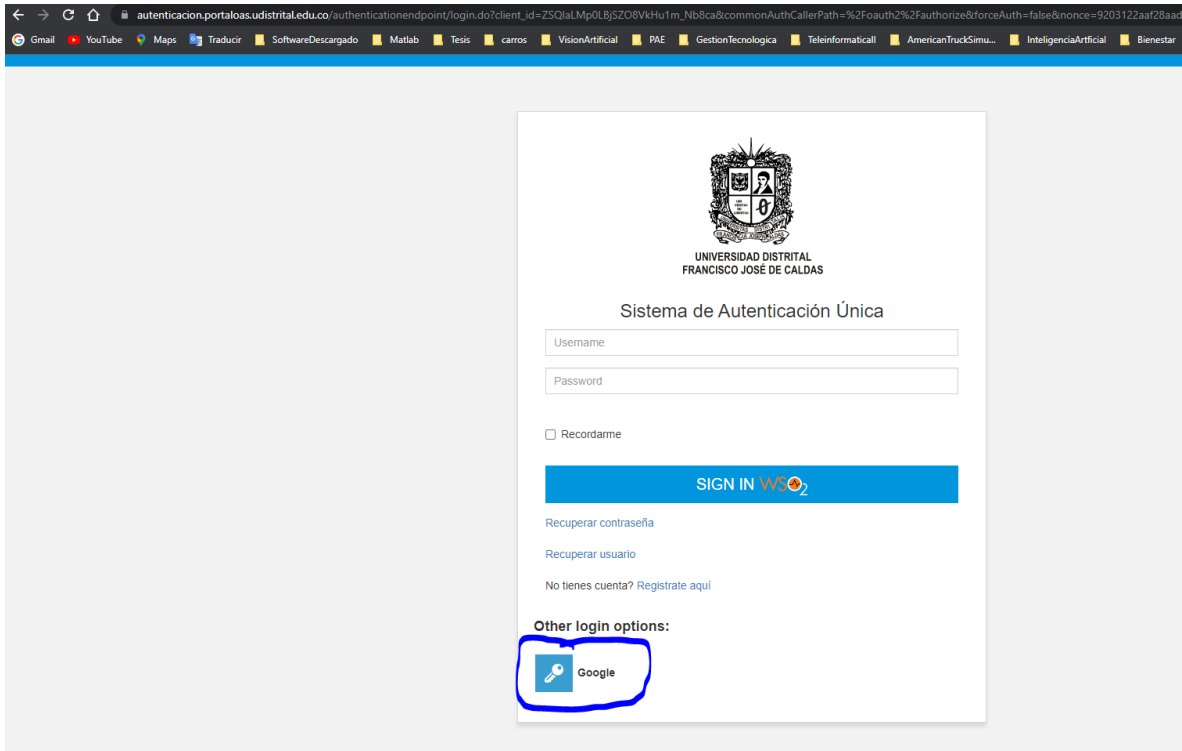 autenticacion.portaloas.udistrital.edu.co/authenticationendpoint/login.do?client_id=ZSQIaLMp0LBjSZO8VkHu1m_Nb8ca&commonAuthCallerPath=%2Foauth2%2Fauthorize&forceAuth=false&nonce=9203122aaf28aad
Gmail YouTube Maps Traducir SoftwareDescargado Matlab Tesis carros VisionArtificial PAE GestionTecnologica Teleinformaticall AmericanTruckSimu... InteligenciaArtficial Bienestar
UNIVERSIDAD DISTRITAL
FRANCISCO JOSÉ DE CALDAS
Sistema de Autenticación Única
Username
Password
Recordarme
SIGN IN WSO2
Recuperar contraseña
Recuperar usuario
No tienes cuenta? Registrate aquí
Other login options:
Google